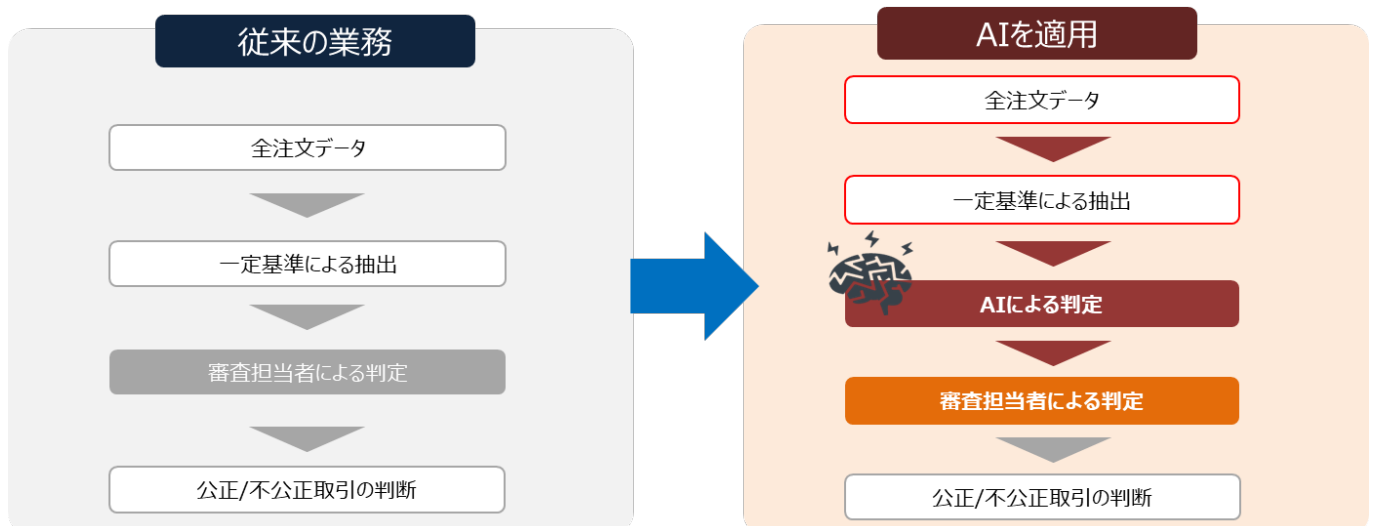 従来の業務
全注文データ
一定基準による抽出
審査担当者による判定
公正/不公正取引の判断
AIを適用
全注文データ
一定基準による抽出
AIによる判定
審査担当者による判定
公正/不公正取引の判断